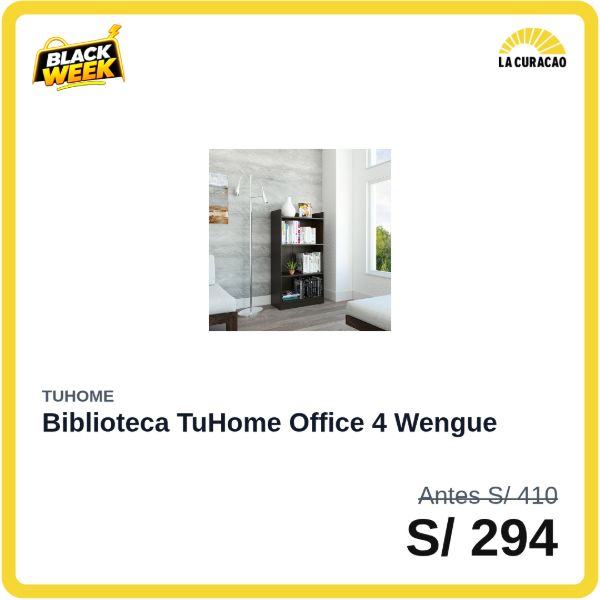 BLACK
WEEK
LA CURACAO
TUHOME
Biblioteca TuHome Office 4 Wengue
Antes S/ 410
S/ 294